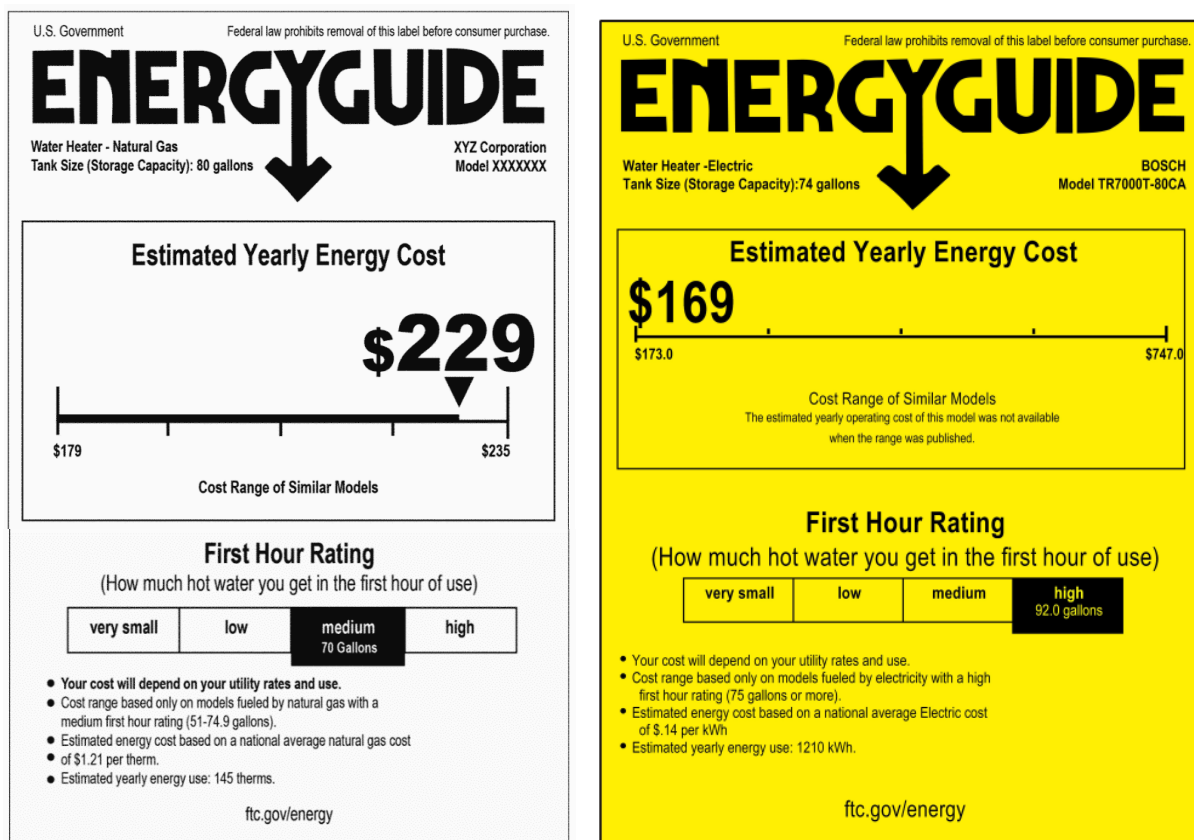 U.S. Government Federal law prohibits removal of this label before consumer purchase.
ENERGYGUIDE
Water Heater - Natural Gas XYZ Corporation
Tank Size (Storage Capacity): 80 gallons Model XXXXXXX
Estimated Yearly Energy Cost
$229
$179 $235
Cost Range of Similar Models
First Hour Rating
(How much hot water you get in the first hour of use)
very small low medium high
70 Gallons
● Your cost will depend on your utility rates and use.
● Cost range based only on models fueled by natural gas with a
medium first hour rating (51-74.9 gallons).
● Estimated energy cost based on a national average natural gas cost
● of $1.21 per therm.
● Estimated yearly energy use: 145 therms.
ftc.gov/energy
U.S. Government Federal law prohibits removal of this label before consumer purchase.
ENERGYGUIDE
Water Heater -Electric BOSCH
Tank Size (Storage Capacity):74 gallons Model TR7000T-80CA
Estimated Yearly Energy Cost
$169
$173.0 $747.0
Cost Range of Similar Models
The estimated yearly operating cost of this model was not available
when the range was published.
First Hour Rating
(How much hot water you get in the first hour of use)
very small low medium high
92.0 gallons
● Your cost will depend on your utility rates and use.
● Cost range based only on models fueled by electricity with a high
first hour rating (75 gallons or more).
● Estimated energy cost based on a national average Electric cost
of $.14 per kWh
● Estimated yearly energy use: 1210 kWh.
ftc.gov/energy